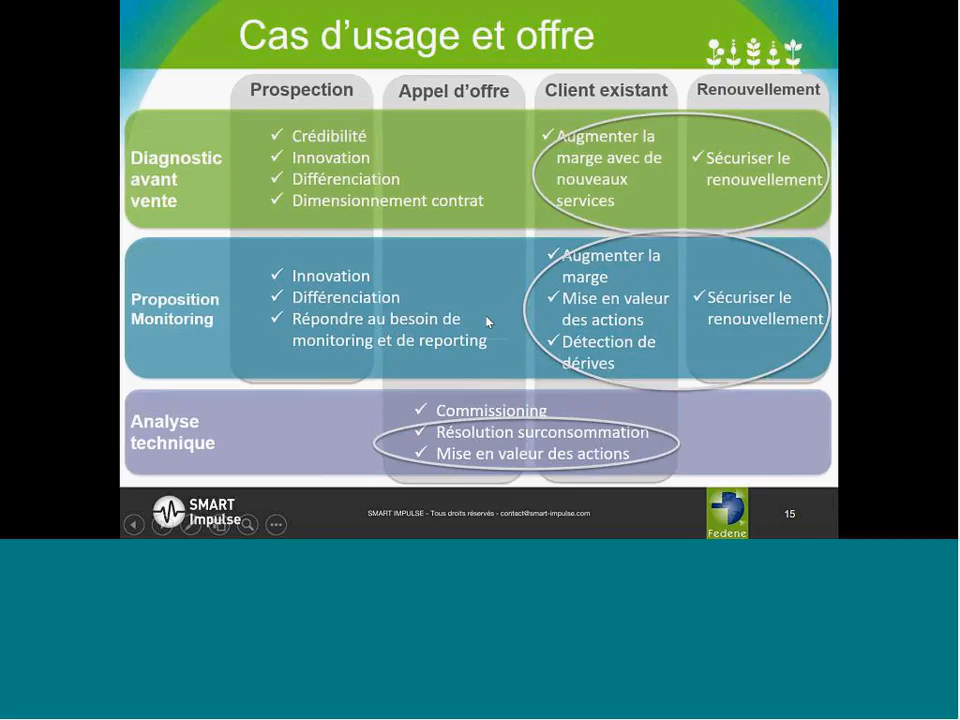 Cas d’usage et offre
Prospection
Appel d’offre
Client existant
Renouvellement
Diagnostic
avant
vente
✓ Crédibilité
✓ Innovation
✓ Différenciation
✓ Dimensionnement contrat
✓Augmenter la
marge avec de
nouveaux
services
✓Sécuriser le
renouvellement
Proposition
Monitoring
✓ Innovation
✓ Différenciation
✓ Répondre au besoin de
monitoring et de reporting
✓Augmenter la
marge
✓Mise en valeur
des actions
✓Détection de
dérives
✓Sécuriser le
renouvellement
Analyse
technique
✓ Commissioning
✓ Résolution surconsommation
✓ Mise en valeur des actions
SMART
Impulse
SMART IMPULSE - Tous droits réservés - contact@smart-impulse.com
Fedene
15